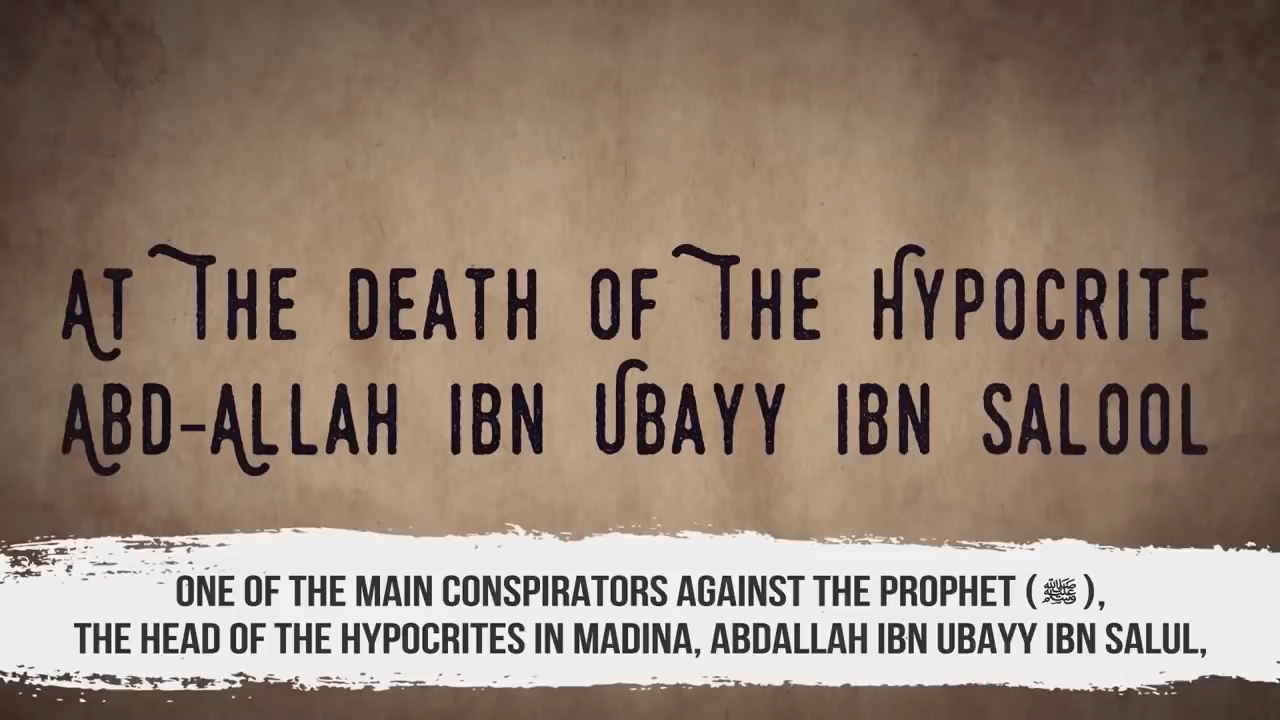 AT THE DEATH OF THE HYPOCRITE
ABD-ALLAH IBN UBAYY IBN SALOOL
ONE OF THE MAIN CONSPIRATORS AGAINST THE PROPHET (ﷺ),
THE HEAD OF THE HYPOCRITES IN MADINA, ABDALLAH IBN UBAYY IBN SALUL,